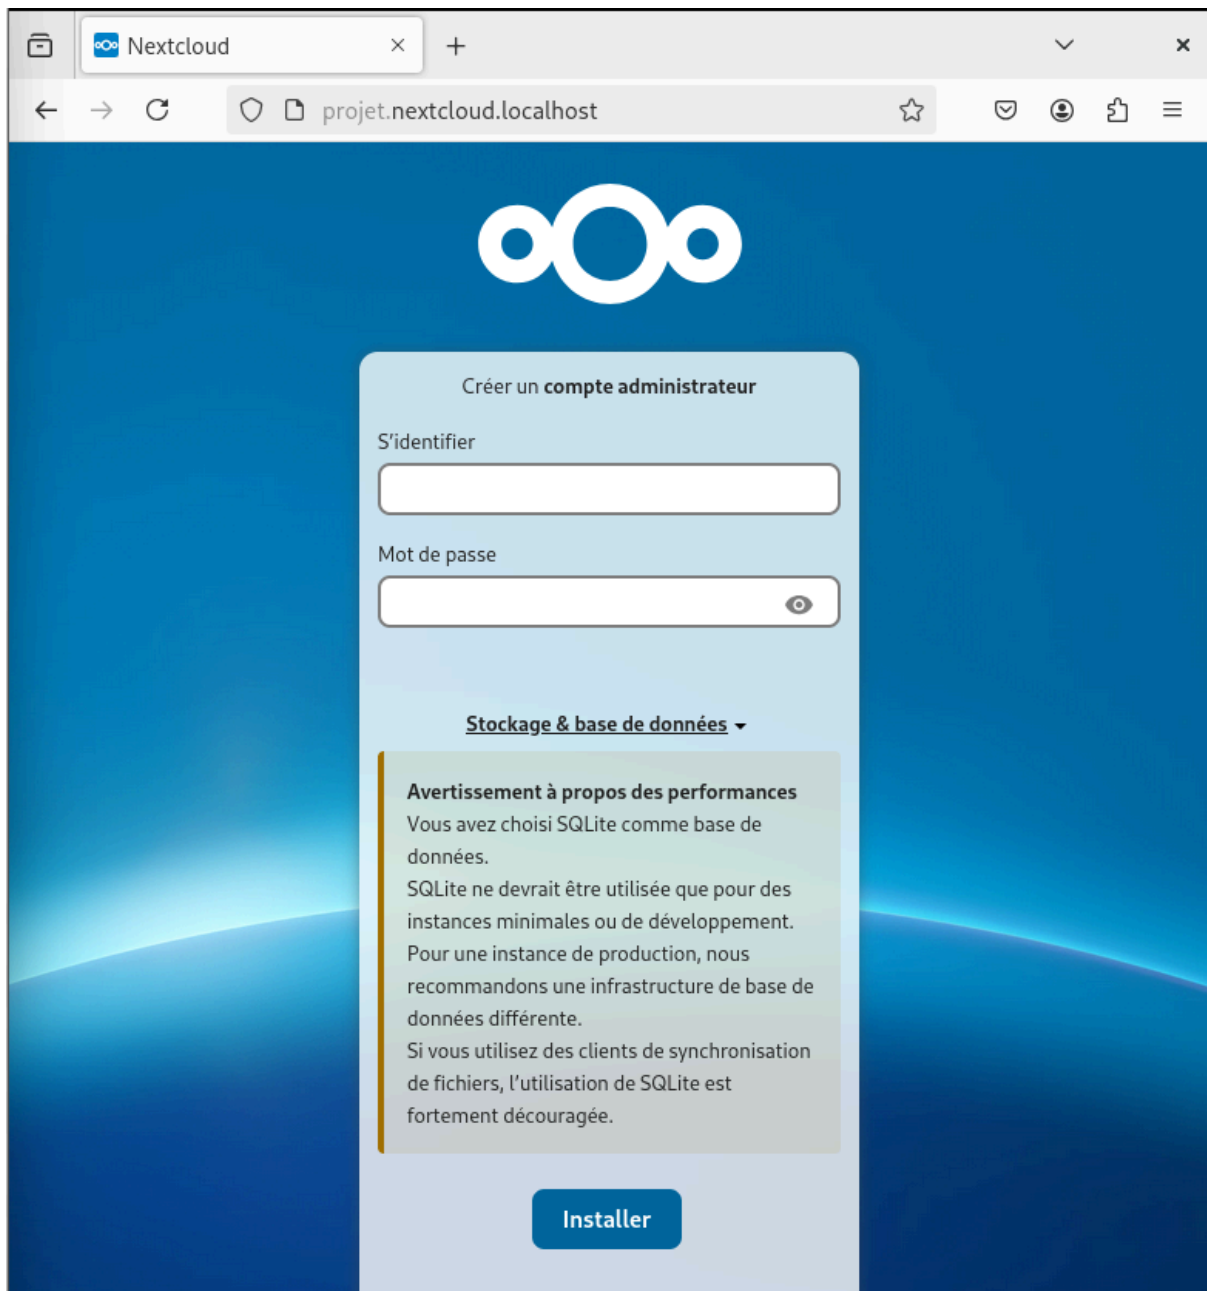 Nextcloud
projet.nextcloud.localhost
Créer un compte administrateur
S'identifier
Mot de passe
Stockage & base de données
Avertissement à propos des performances
Vous avez choisi SQLite comme base de
données.
SQLite ne devrait être utilisée que pour des
instances minimales ou de développement.
Pour une instance de production, nous
recommandons une infrastructure de base de
données différente.
Si vous utilisez des clients de synchronisation
de fichiers, l'utilisation de SQLite est
fortement découragée.
Installer